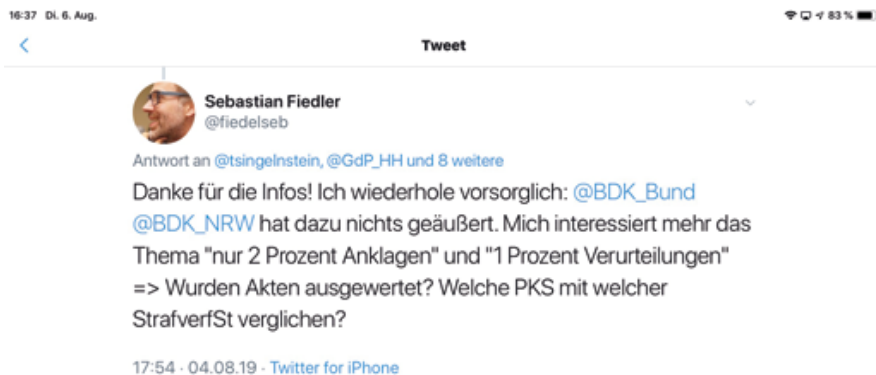 16:37 Di. 6. Aug.
83 %
Tweet
Sebastian Fiedler
@fiedelseb
Antwort an @tsingelnstein, @GdP_HH und 8 weitere
Danke für die Infos! Ich wiederhole vorsorglich: @BDK_Bund
@BDK_NRW hat dazu nichts geäußert. Mich interessiert mehr das
Thema "nur 2 Prozent Anklagen" und "1 Prozent Verurteilungen"
=> Wurden Akten ausgewertet? Welche PKS mit welcher
StrafverfSt verglichen?
17:54 · 04.08.19 · Twitter for iPhone